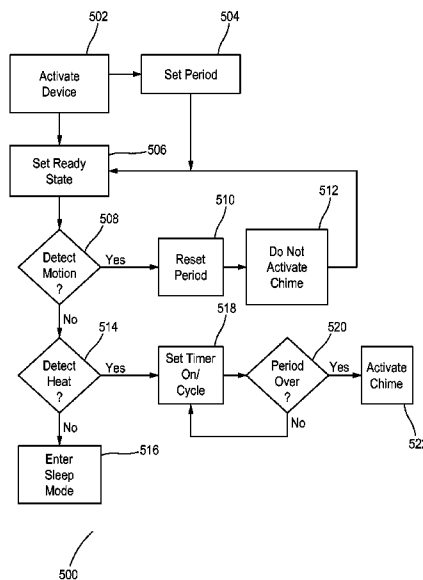 502
504
Activate
Device
Set Period
506
Set Ready
State
508
510
512
Detect
Motion
?
Yes
Reset
Period
Do Not
Activate
Chime
No
514
518
520
Detect
Heat
?
Yes
Set Timer
On/
Cycle
Period
Over
?
Yes
Activate
Chime
No
No
522
516
Enter
Sleep
Mode
500